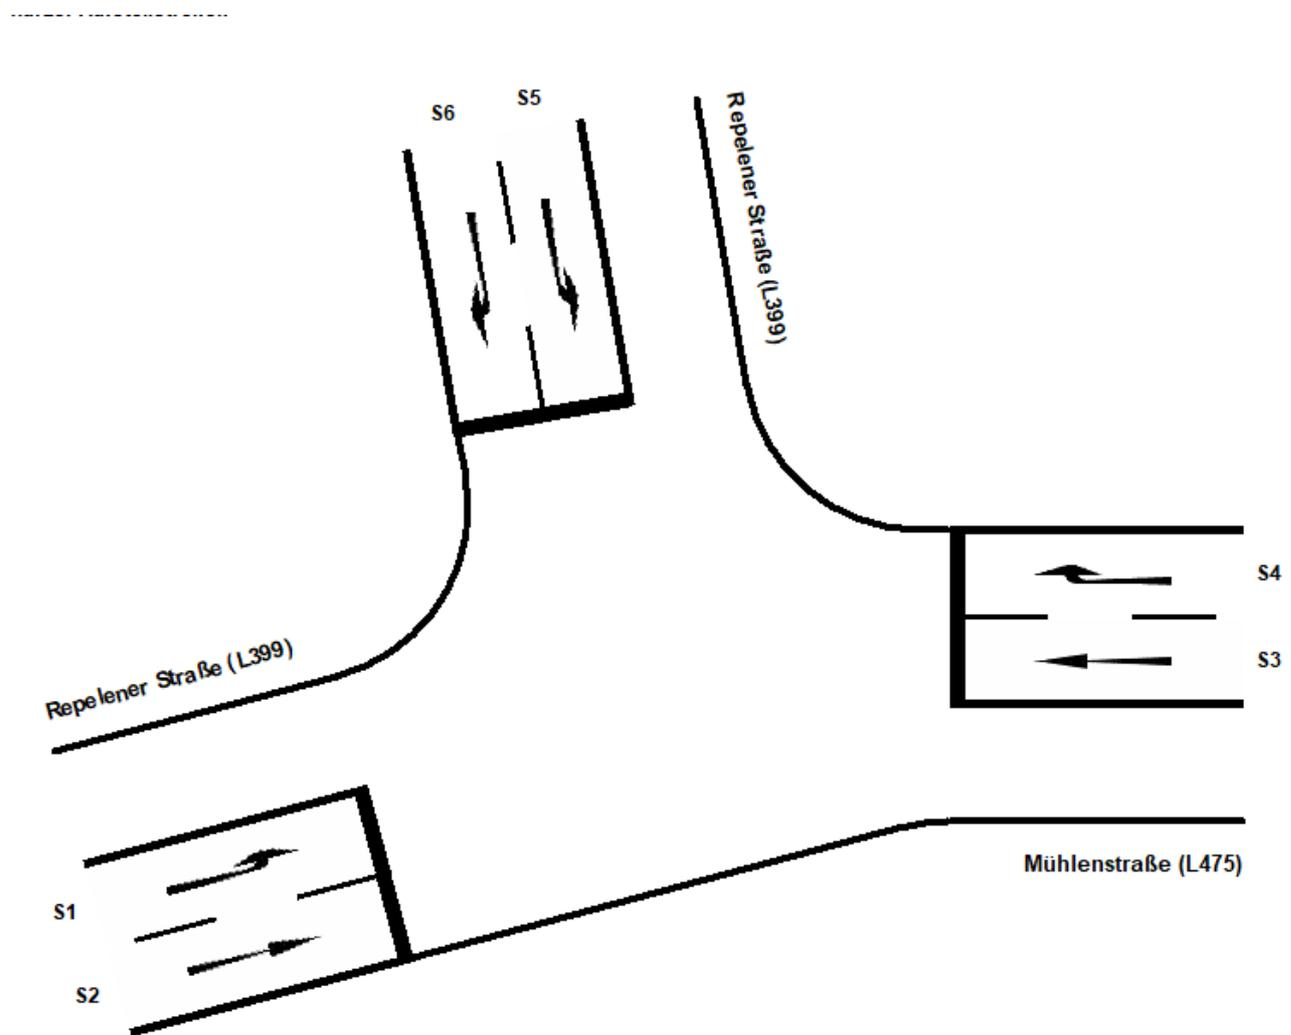 S6
S5
Repelener Straße (L399)
S4
S3
Repelener Straße (L399)
Mühlenstraße (L475)
S1
S2